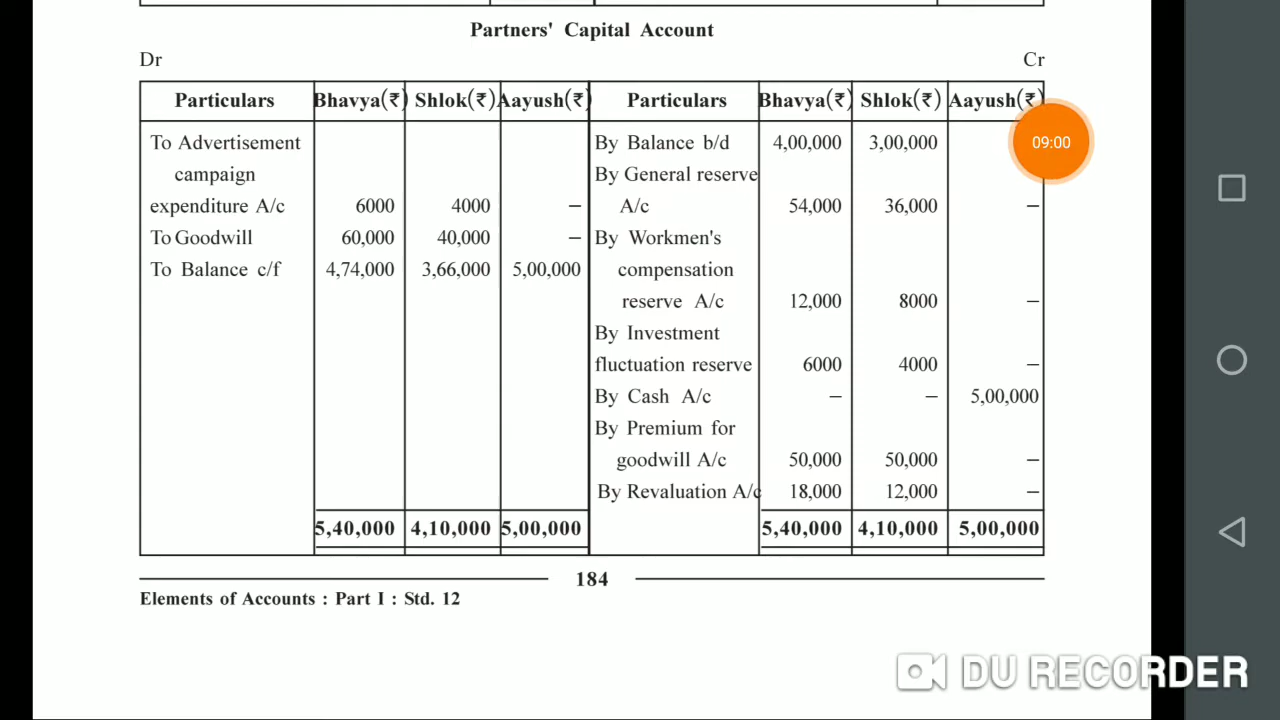 Partners' Capital Account
Dr Cr
Particulars Bhavya(₹) Shlok(₹) Aayush(₹) Particulars Bhavya(₹) Shlok(₹) Aayush(₹)
To Advertisement By Balance b/d 4,00,000 3,00,000
campaign By General reserve
expenditure A/c 6000 4000 – A/c 54,000 36,000 –
To Goodwill 60,000 40,000 – By Workmen's
To Balance c/f 4,74,000 3,66,000 5,00,000 compensation
reserve A/c 12,000 8000 –
By Investment
fluctuation reserve 6000 4000 –
By Cash A/c – – 5,00,000
By Premium for
goodwill A/c 50,000 50,000 –
By Revaluation A/c 18,000 12,000 –
5,40,000 4,10,000 5,00,000 5,40,000 4,10,000 5,00,000
184
Elements of Accounts : Part I : Std. 12
09:00
DU RECORDER